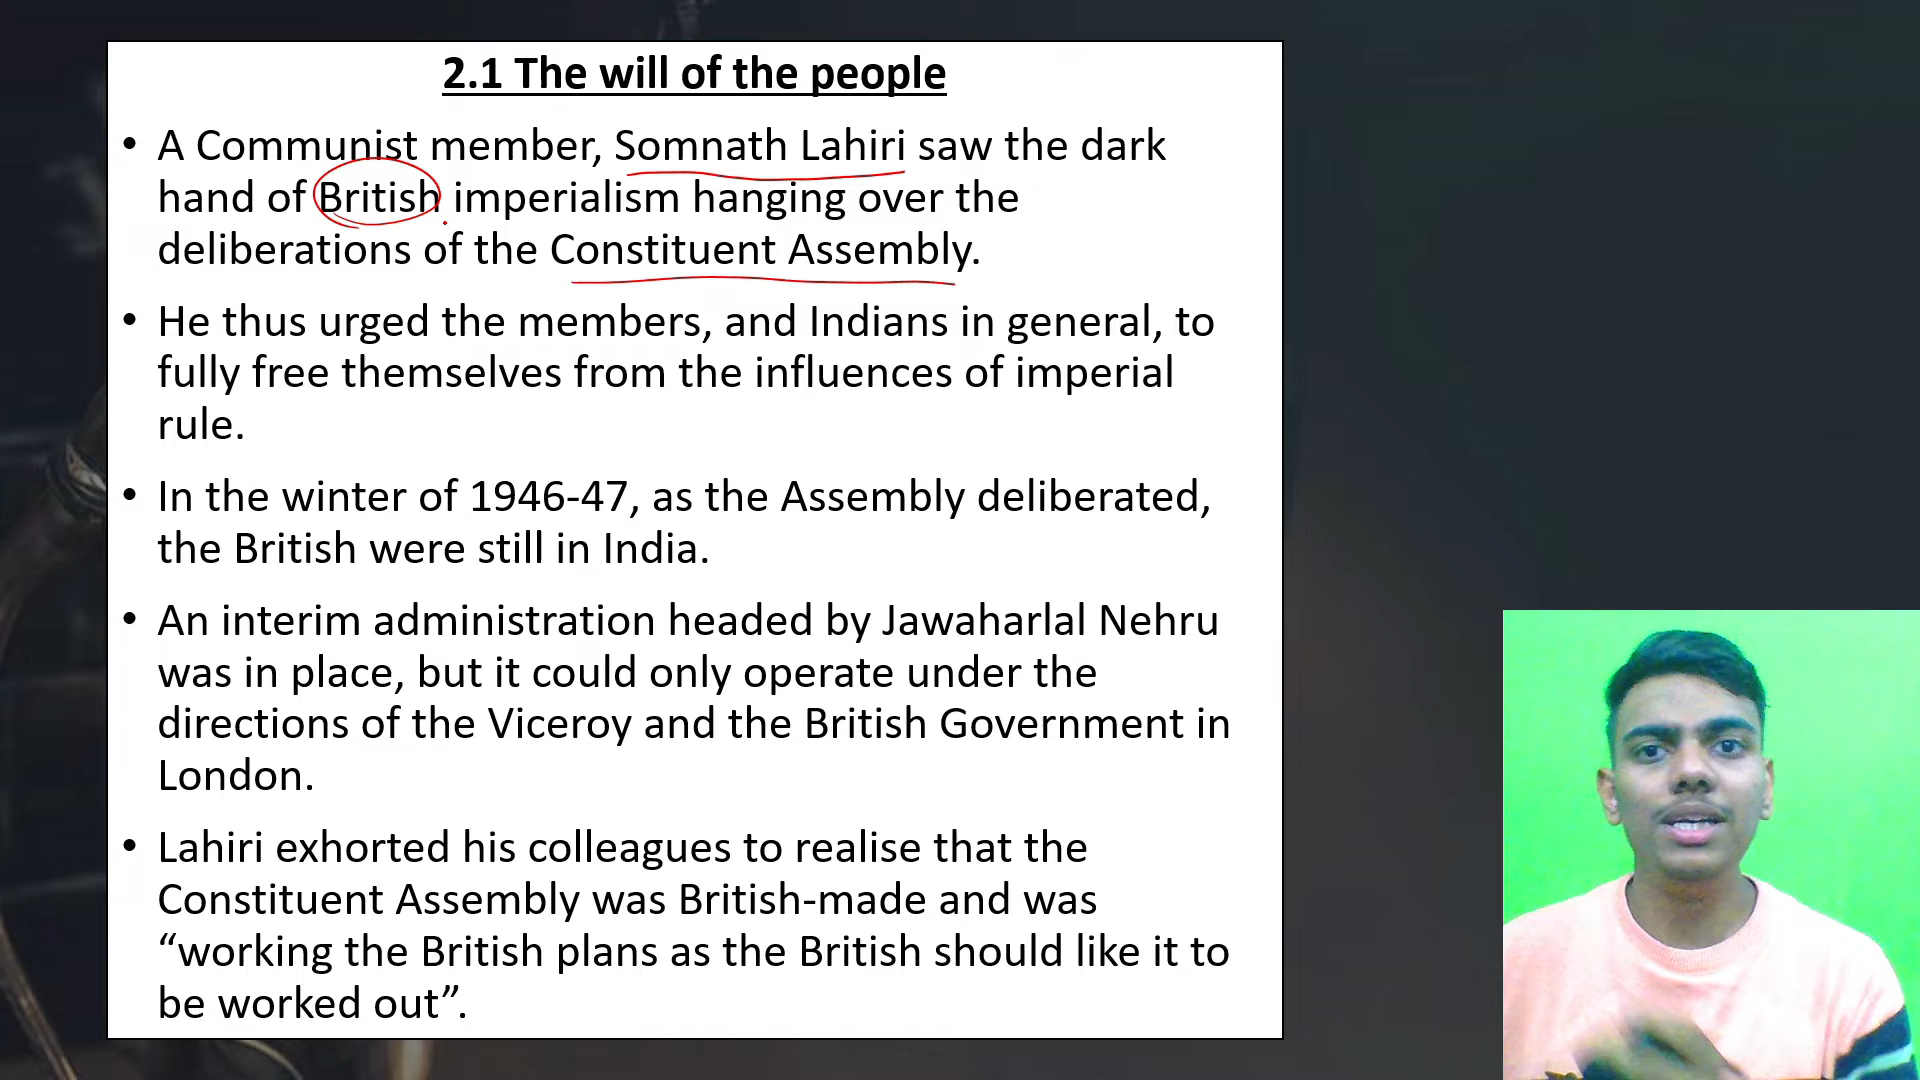 2.1 The will of the people
• A Communist member, Somnath Lahiri saw the dark
hand of British imperialism hanging over the
deliberations of the Constituent Assembly.
• He thus urged the members, and Indians in general, to
fully free themselves from the influences of imperial
rule.
• In the winter of 1946-47, as the Assembly deliberated,
the British were still in India.
• An interim administration headed by Jawaharlal Nehru
was in place, but it could only operate under the
directions of the Viceroy and the British Government in
London.
• Lahiri exhorted his colleagues to realise that the
Constituent Assembly was British-made and was
“working the British plans as the British should like it to
be worked out”.